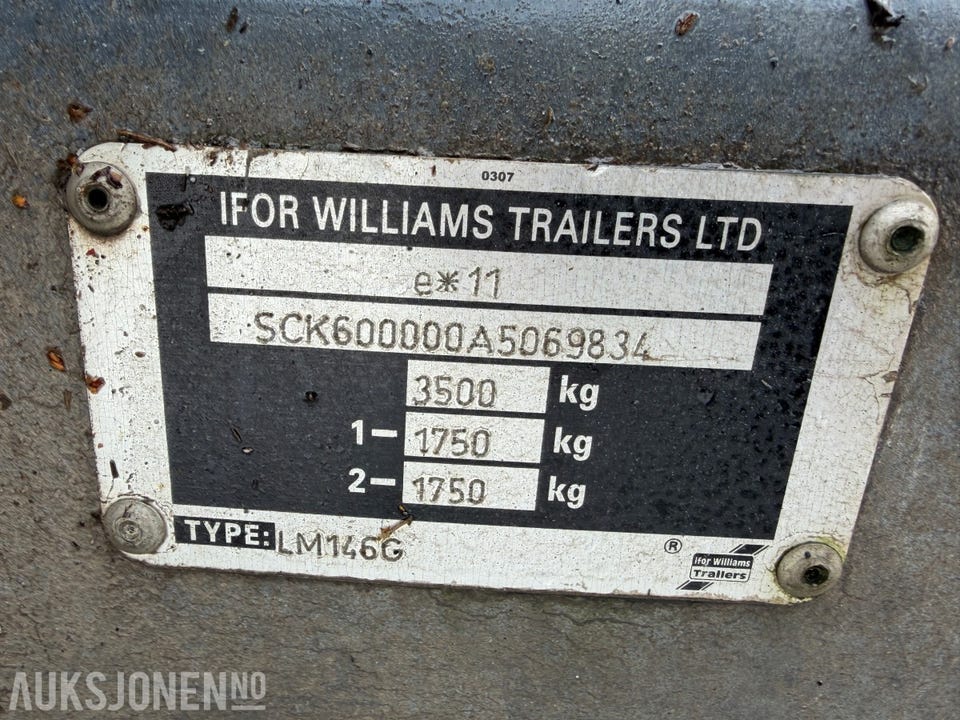 0307
IFOR WILLIAMS TRAILERS LTD
e*11
SCK600000A5069834
3500 kg
1- 1750 kg
2- 1750 kg
TYPE: LM146G
®
Ifor Williams
Trailers
AUKSJONEN.NO